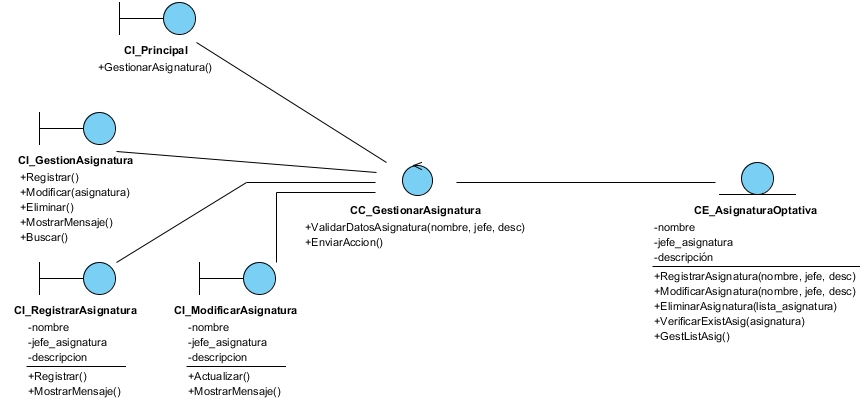 CI_Principal
+GestionarAsignatura()
CI_GestionAsignatura
+Registrar()
+Modificar(asignatura)
+Eliminar()
+MostrarMensaje()
+Buscar()
CC_GestionarAsignatura
+ValidarDatosAsignatura(nombre, jefe, desc)
+EnviarAccion()
CE_AsignaturaOptativa
-nombre
-jefe_asignatura
-descripción
+RegistrarAsignatura(nombre, jefe, desc)
+ModificarAsignatura(nombre, jefe, desc)
+EliminarAsignatura(lista_asignatura)
+VerificarExistAsig(asignatura)
+GestListAsig()
CI_RegistrarAsignatura
-nombre
-jefe_asignatura
-descripcion
+Registrar()
+MostrarMensaje()
CI_ModificarAsignatura
-nombre
-jefe_asignatura
-descripcion
+Actualizar()
+MostrarMensaje()